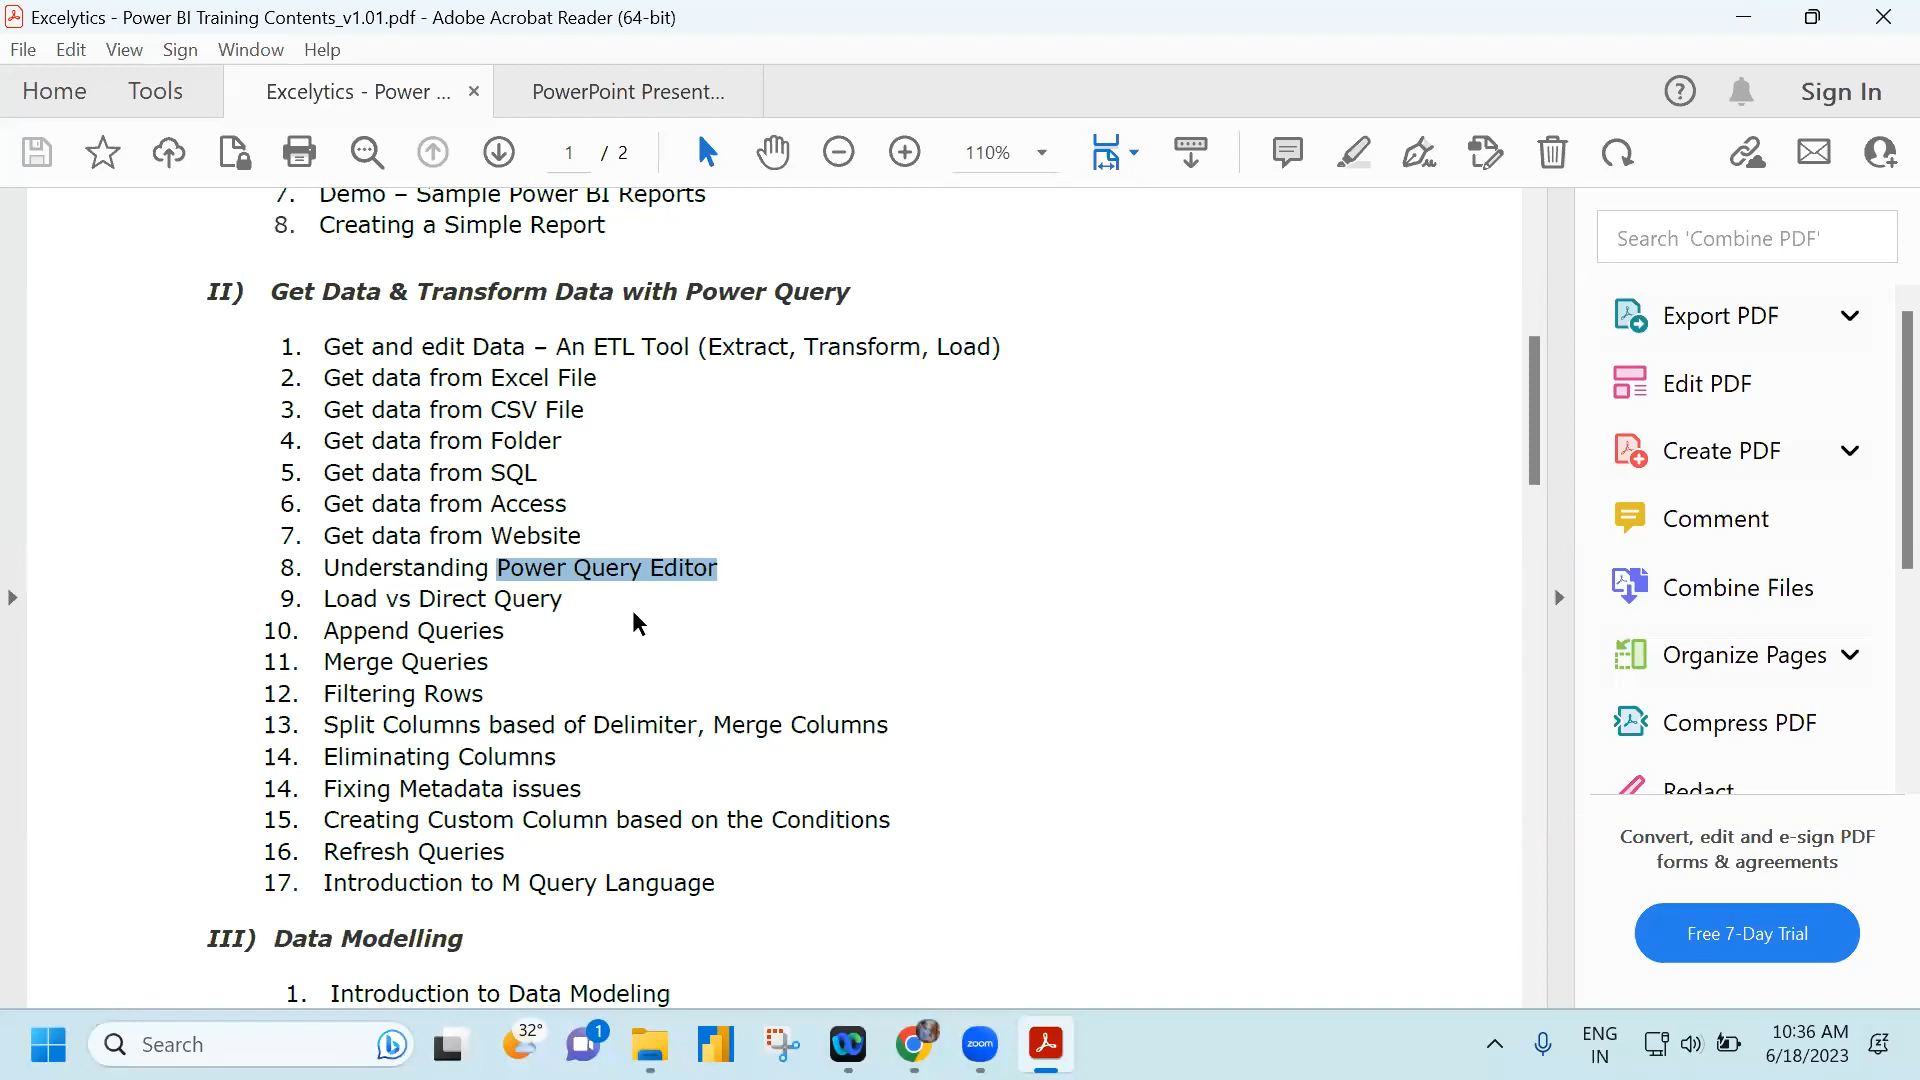 Excelytics - Power BI Training Contents_v1.01.pdf - Adobe Acrobat Reader (64-bit)
File Edit View Sign Window Help
Home Tools Excelytics - Power ... × PowerPoint Present... ? Sign In
1 / 2 110%
7. Demo – Sample Power BI Reports
8. Creating a Simple Report
II) Get Data & Transform Data with Power Query
1. Get and edit Data – An ETL Tool (Extract, Transform, Load)
2. Get data from Excel File
3. Get data from CSV File
4. Get data from Folder
5. Get data from SQL
6. Get data from Access
7. Get data from Website
8. Understanding Power Query Editor
9. Load vs Direct Query
10. Append Queries
11. Merge Queries
12. Filtering Rows
13. Split Columns based of Delimiter, Merge Columns
14. Eliminating Columns
14. Fixing Metadata issues
15. Creating Custom Column based on the Conditions
16. Refresh Queries
17. Introduction to M Query Language
III) Data Modelling
1. Introduction to Data Modeling
Search 'Combine PDF'
Export PDF
Edit PDF
Create PDF
Comment
Combine Files
Organize Pages
Compress PDF
Redact
Convert, edit and e-sign PDF
forms & agreements
Free 7-Day Trial
Search
32°
1
zoom
ENG
IN
10:36 AM
6/18/2023